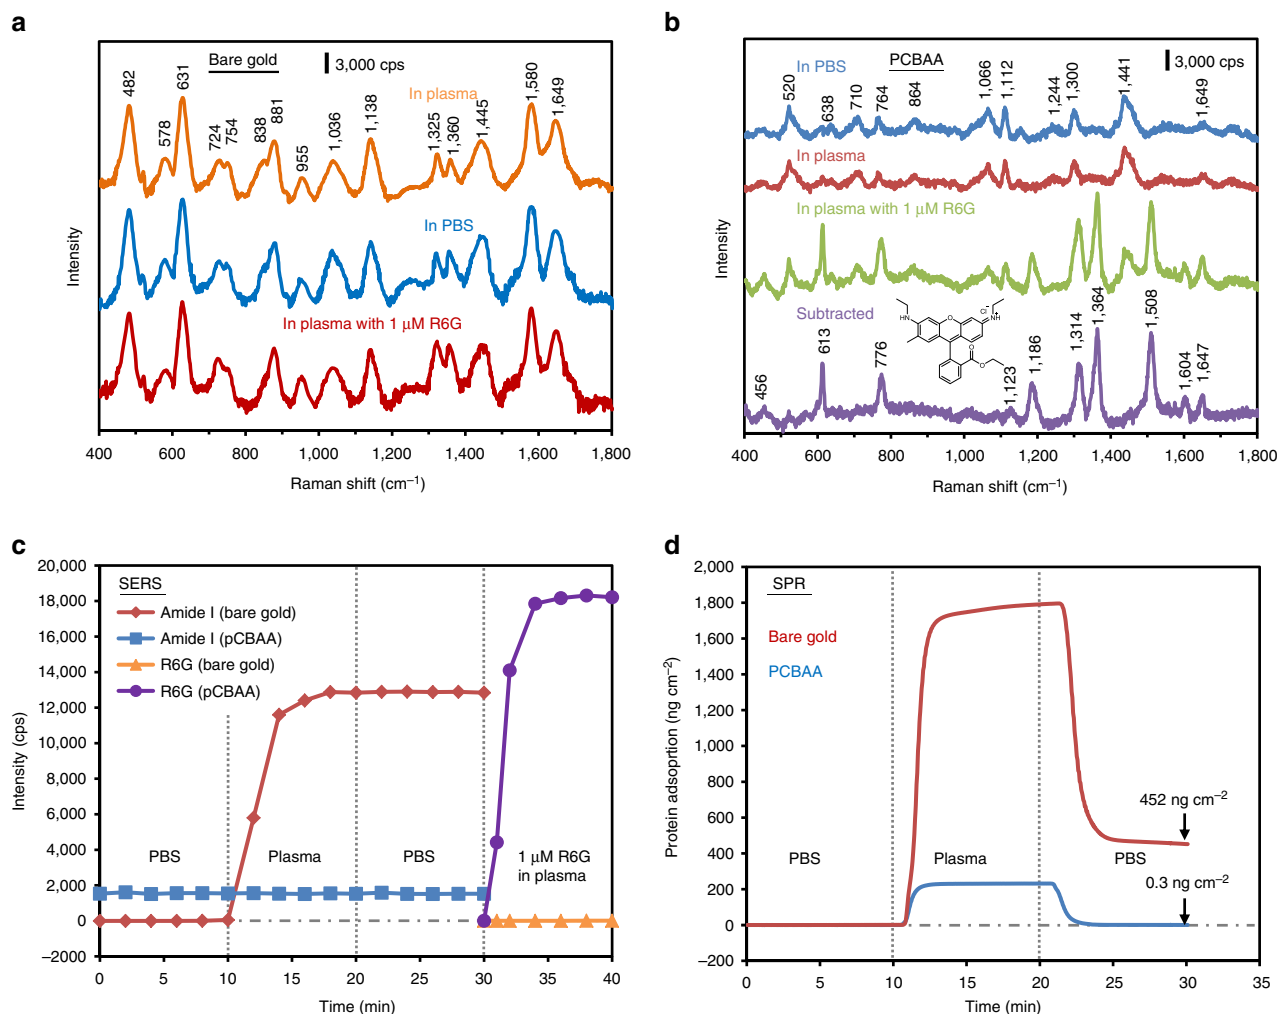 a
Bare gold
3,000 cps
In plasma
482
578
631
724
754
838
881
955
1,036
1,138
1,325
1,360
1,445
1,580
1,649
In PBS
In plasma with 1 μM R6G
Intensity
400 600 800 1,000 1,200 1,400 1,600 1,800
Raman shift (cm–1)
b
In PBS
PCBAA
3,000 cps
520
638
710
764
864
1,066
1,112
1,244
1,300
1,441
1,649
In plasma
In plasma with 1 μM R6G
Subtracted
Cl–
HN
O
NH+
O
O
456
613
776
1,123
1,186
1,314
1,364
1,508
1,604
1,647
Intensity
400 600 800 1,000 1,200 1,400 1,600 1,800
Raman shift (cm–1)
c
SERS
Amide I (bare gold)
Amide I (pCBAA)
R6G (bare gold)
R6G (pCBAA)
20,000
18,000
16,000
14,000
12,000
10,000
8,000
6,000
4,000
2,000
0
–2000
Intensity (cps)
PBS
Plasma
PBS
1 μM R6G
in plasma
0 5 10 15 20 25 30 35 40
Time (min)
d
SPR
Bare gold
PCBAA
2,000
1,800
1,600
1,400
1,200
1,000
800
600
400
200
0
–200
Protein adsoprtion (ng cm–2)
452 ng cm–2
PBS
Plasma
PBS
0.3 ng cm–2
0 5 10 15 20 25 30 35
Time (min)